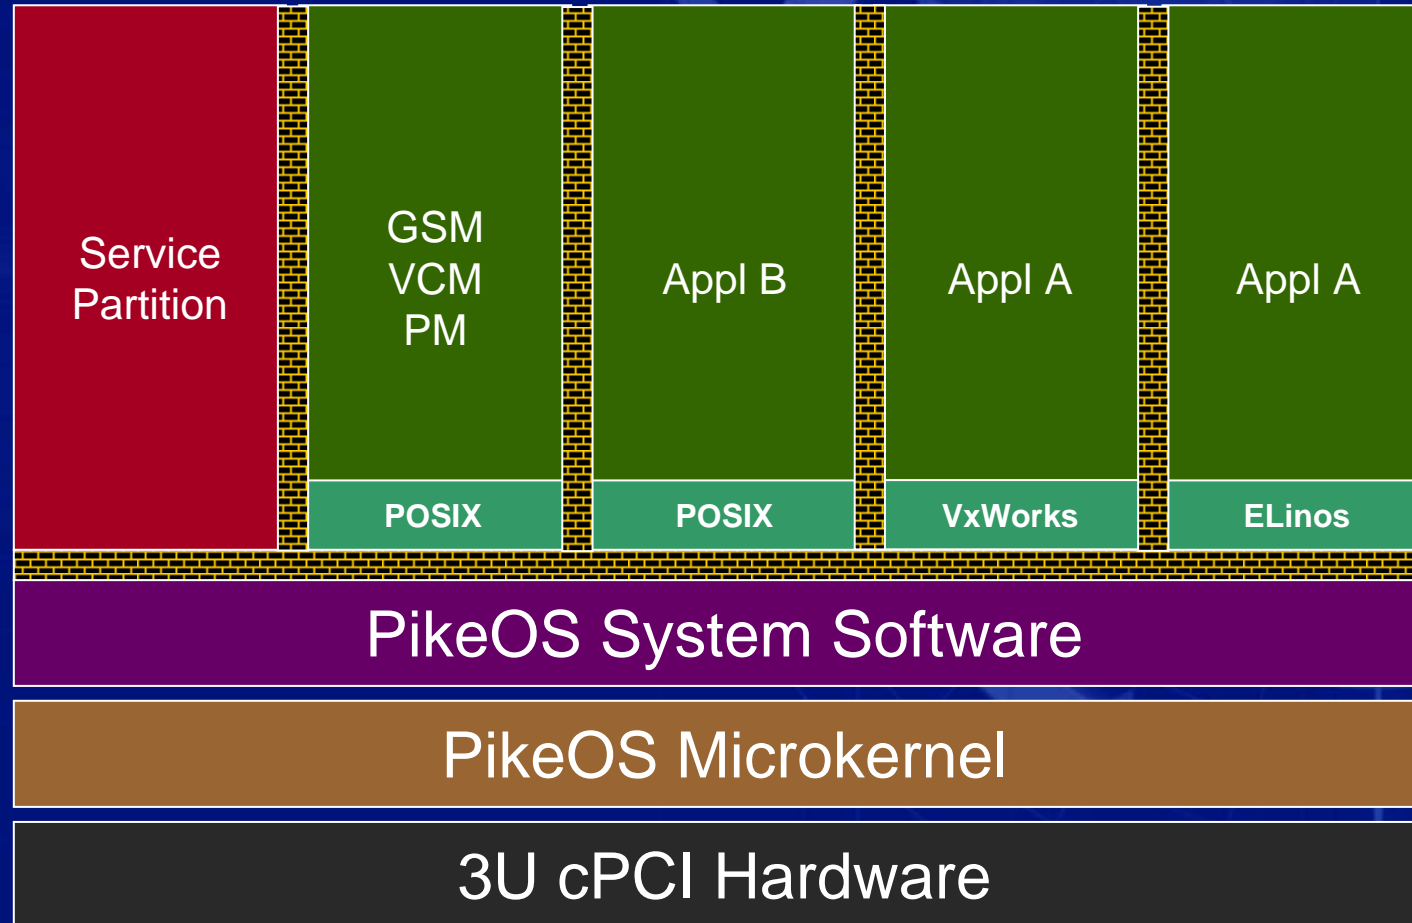 Service
Partition
GSM
VCM
PM
Appl B
Appl A
Appl A
POSIX
POSIX
VxWorks
ELinos
PikeOS System Software
PikeOS Microkernel
3U cPCI Hardware